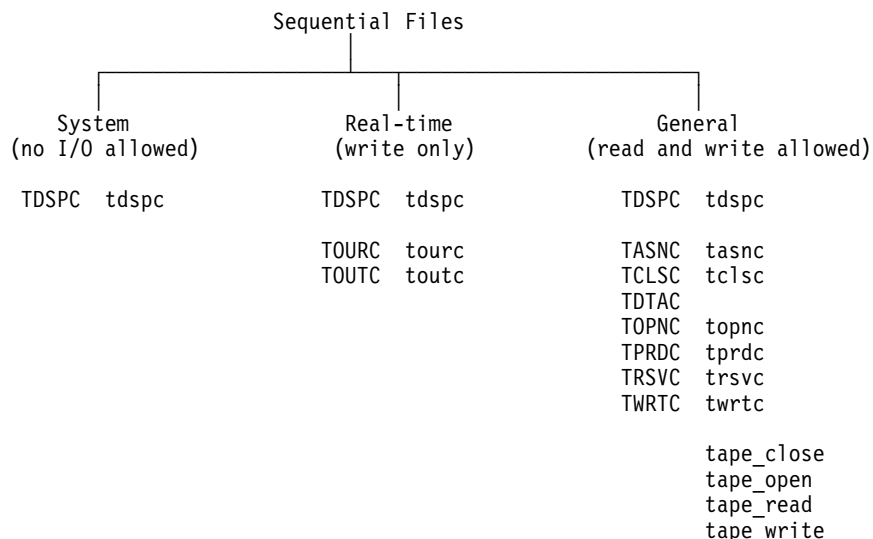 Sequential Files
System Real-time General
(no I/O allowed) (write only) (read and write allowed)
TDSPC tdspc TDSPC tdspc TDSPC tdspc
TOURC tourc TASNC tasnc
TOUTC toutc TCLSC tclsc
TDTAC
TOPNC topnc
TPRDC tprdc
TRSVC trsvc
TWRTC twrtc
tape_close
tape_open
tape_read
tape_write